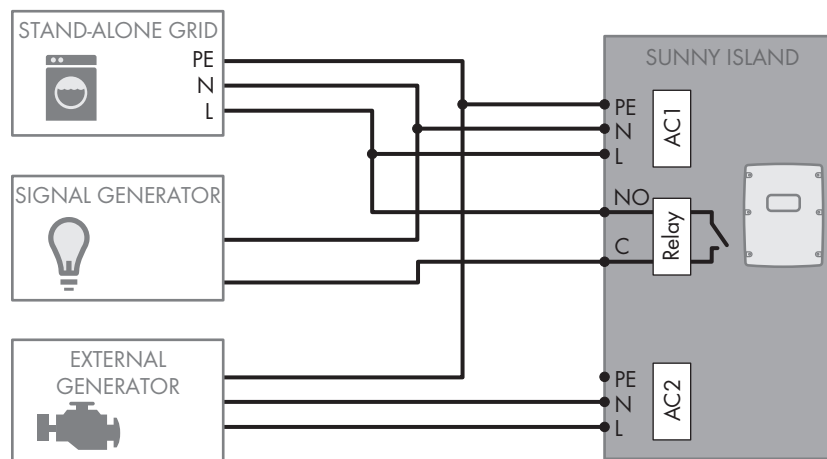 STAND-ALONE GRID
PE
N
L
SIGNAL GENERATOR
EXTERNAL
GENERATOR
SUNNY ISLAND
PE
N
L
AC1
NO
C
Relay
PE
N
L
AC2